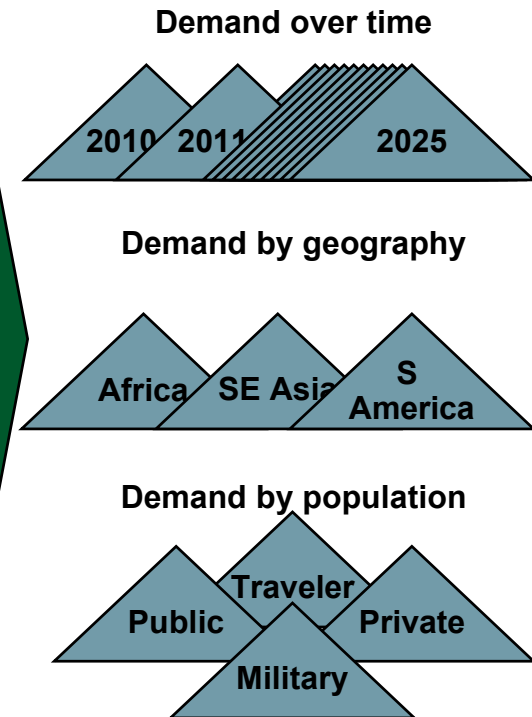 Demand over time
2010 2011 2025
Demand by geography
Africa SE Asia S
America
Demand by population
Traveler
Public Private
Military